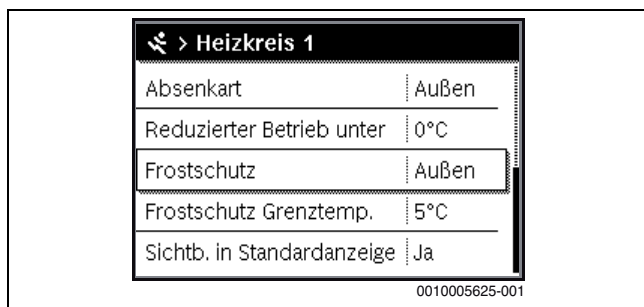 > Heizkreis 1
Absenkart Außen
Reduzierter Betrieb unter 0°C
Frostschutz Außen
Frostschutz Grenztemp. 5°C
Sichtb. in Standardanzeige Ja
0010005625-001